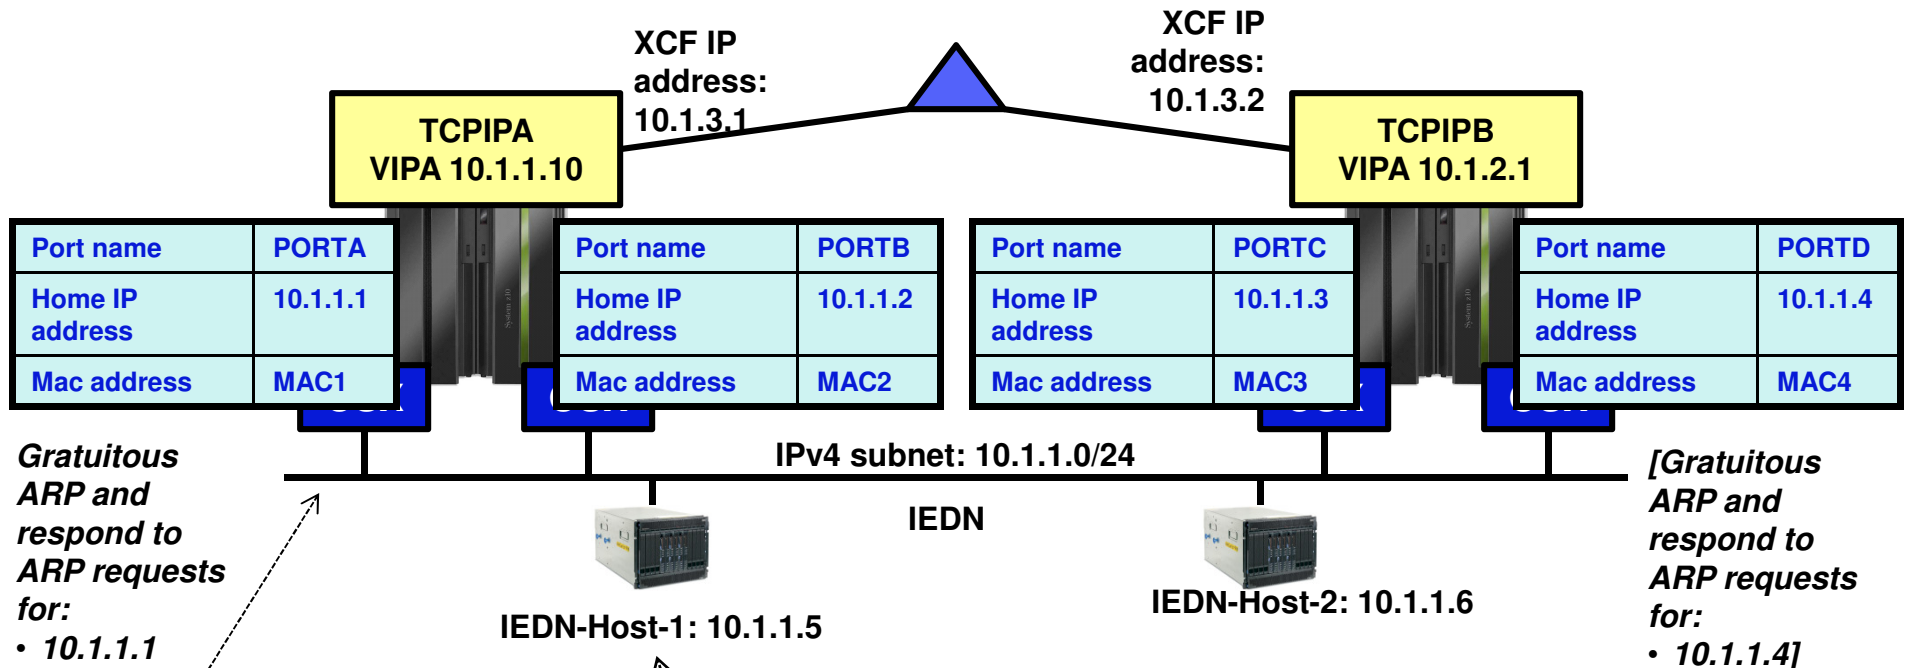 XCF IP
address:
10.1.3.1
XCF IP
address:
10.1.3.2
TCPIPA
VIPA 10.1.1.10
TCPIPB
VIPA 10.1.2.1
Port name PORTA
Home IP address 10.1.1.1
Mac address MAC1
Port name PORTB
Home IP address 10.1.1.2
Mac address MAC2
Port name PORTC
Home IP address 10.1.1.3
Mac address MAC3
Port name PORTD
Home IP address 10.1.1.4
Mac address MAC4
System z10
System z10
IPv4 subnet: 10.1.1.0/24
IEDN
Gratuitous
ARP and
respond to
ARP requests
for:
• 10.1.1.1
IEDN-Host-1: 10.1.1.5
IEDN-Host-2: 10.1.1.6
[Gratuitous
ARP and
respond to
ARP requests
for:
• 10.1.1.4]